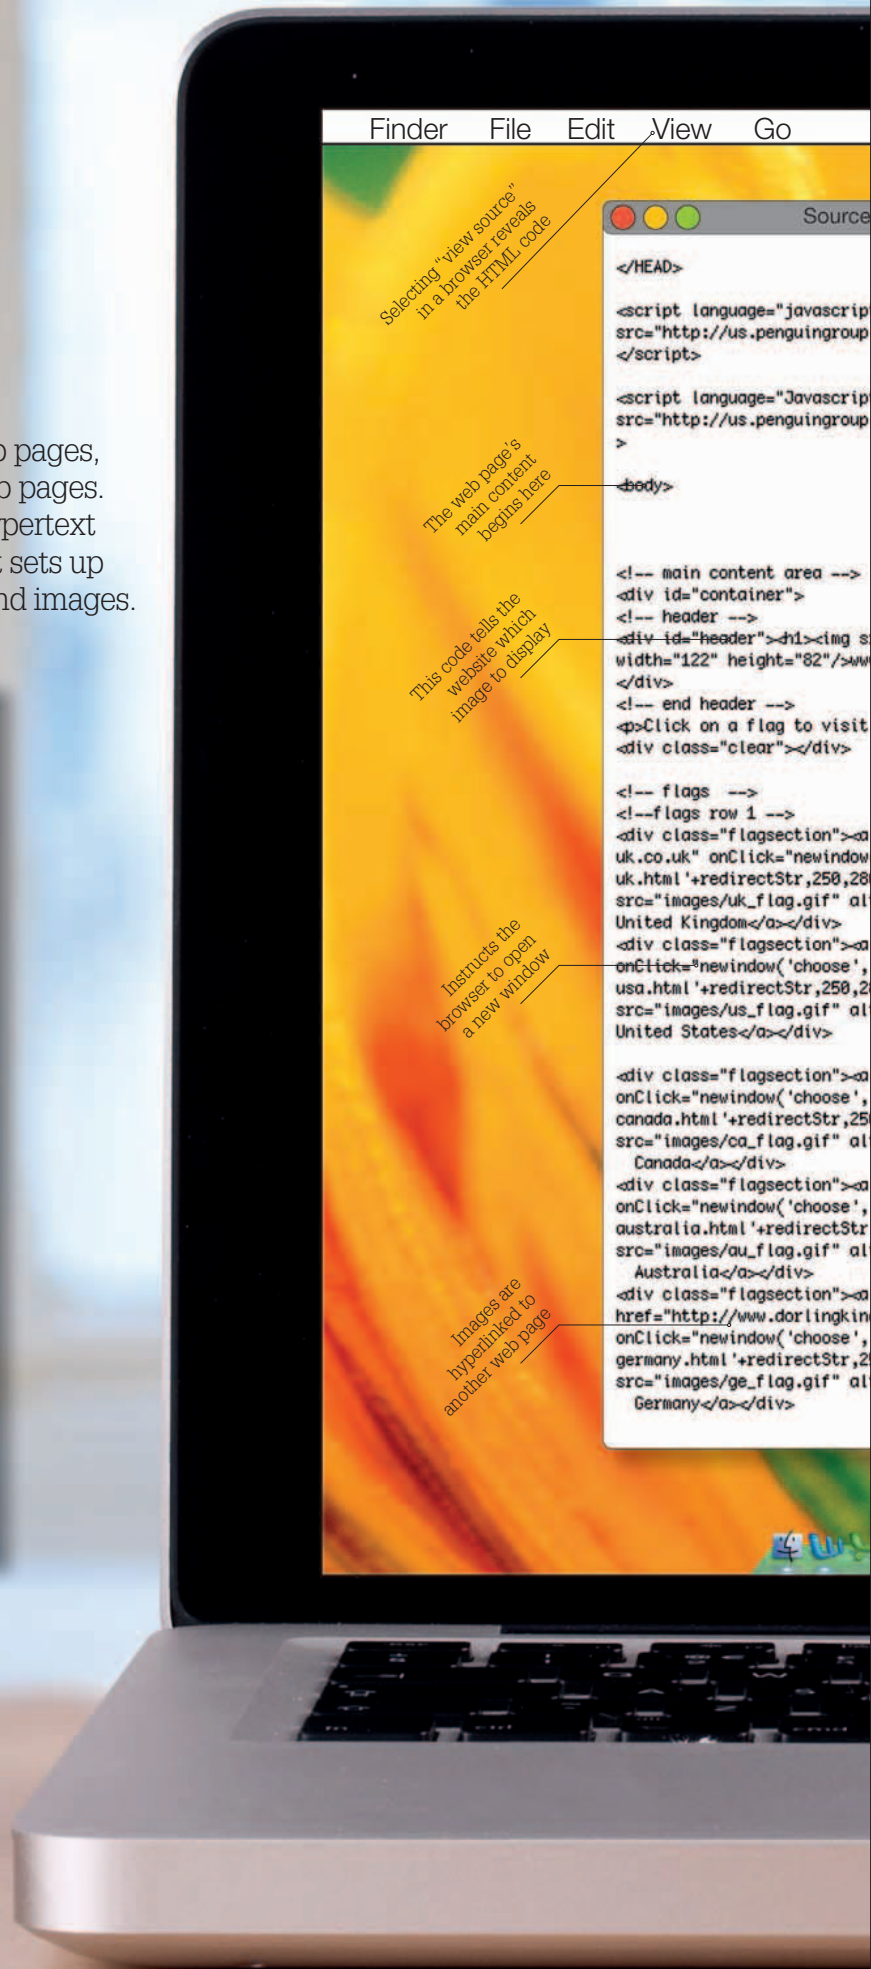 Finder File Edit View Go
Selecting “view source”
in a browser reveals
the HTML code
Source
</HEAD>
<script language="javascrip
src="http://us.penguingroup
</script>
<script language="Javascrip
src="http://us.penguingroup
>
pages,
pages.
sets up
images.
The web page’s
main content
begins here
<body>
<!-- main content area -->
<div id="container">
<!-- header -->
<div id="header"><h1><img s
width="122" height="82"/>ww
</div>
<!-- end header -->
<p>Click on a flag to visit
<div class="clear"></div>
This code tells the
website which
image to display
<!-- flags -->
<!--flags row 1 -->
<div class="flagsection"><a
uk.co.uk" onClick="newindow
uk.html'+redirectStr,250,28
src="images/uk_flag.gif" al
United Kingdom</a></div>
<div class="flagsection"><a
onClick="newindow('choose',
usa.html'+redirectStr,250,2
src="images/us_flag.gif" al
United States</a></div>
Instructs the
browser to open
a new window
<div class="flagsection"><a
onClick="newindow('choose',
canada.html'+redirectStr,25
src="images/ca_flag.gif" al
Canada</a></div>
<div class="flagsection"><a
onClick="newindow('choose',
australia.html'+redirectStr
src="images/au_flag.gif" al
Australia</a></div>
<div class="flagsection"><a
href="http://www.dorlingkin
onClick="newindow('choose',
germany.html'+redirectStr,2
src="images/ge_flag.gif" al
Germany</a></div>
Images are
hyperlinked to
another web page
fn ctrl cmd